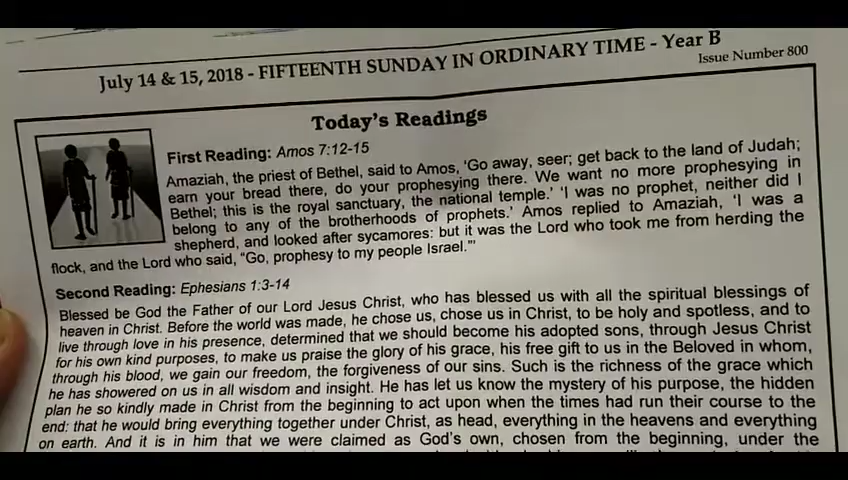 July 14 & 15, 2018 - FIFTEENTH SUNDAY IN ORDINARY TIME - Year B
Issue Number 800
Today's Readings
First Reading: Amos 7:12-15
Amaziah, the priest of Bethel, said to Amos, 'Go away, seer; get back to the land of Judah;
earn your bread there, do your prophesying there. We want no more prophesying in
Bethel; this is the royal sanctuary, the national temple.' 'I was no prophet, neither did I
belong to any of the brotherhoods of prophets.' Amos replied to Amaziah, 'I was a
shepherd, and looked after sycamores: but it was the Lord who took me from herding the
flock, and the Lord who said, "Go, prophesy to my people Israel."'
Second Reading: Ephesians 1:3-14
Blessed be God the Father of our Lord Jesus Christ, who has blessed us with all the spiritual blessings of
heaven in Christ. Before the world was made, he chose us, chose us in Christ, to be holy and spotless, and to
live through love in his presence, determined that we should become his adopted sons, through Jesus Christ
for his own kind purposes, to make us praise the glory of his grace, his free gift to us in the Beloved in whom,
through his blood, we gain our freedom, the forgiveness of our sins. Such is the richness of the grace which
he has showered on us in all wisdom and insight. He has let us know the mystery of his purpose, the hidden
plan he so kindly made in Christ from the beginning to act upon when the times had run their course to the
end: that he would bring everything together under Christ, as head, everything in the heavens and everything
on earth. And it is in him that we were claimed as God's own, chosen from the beginning, under the